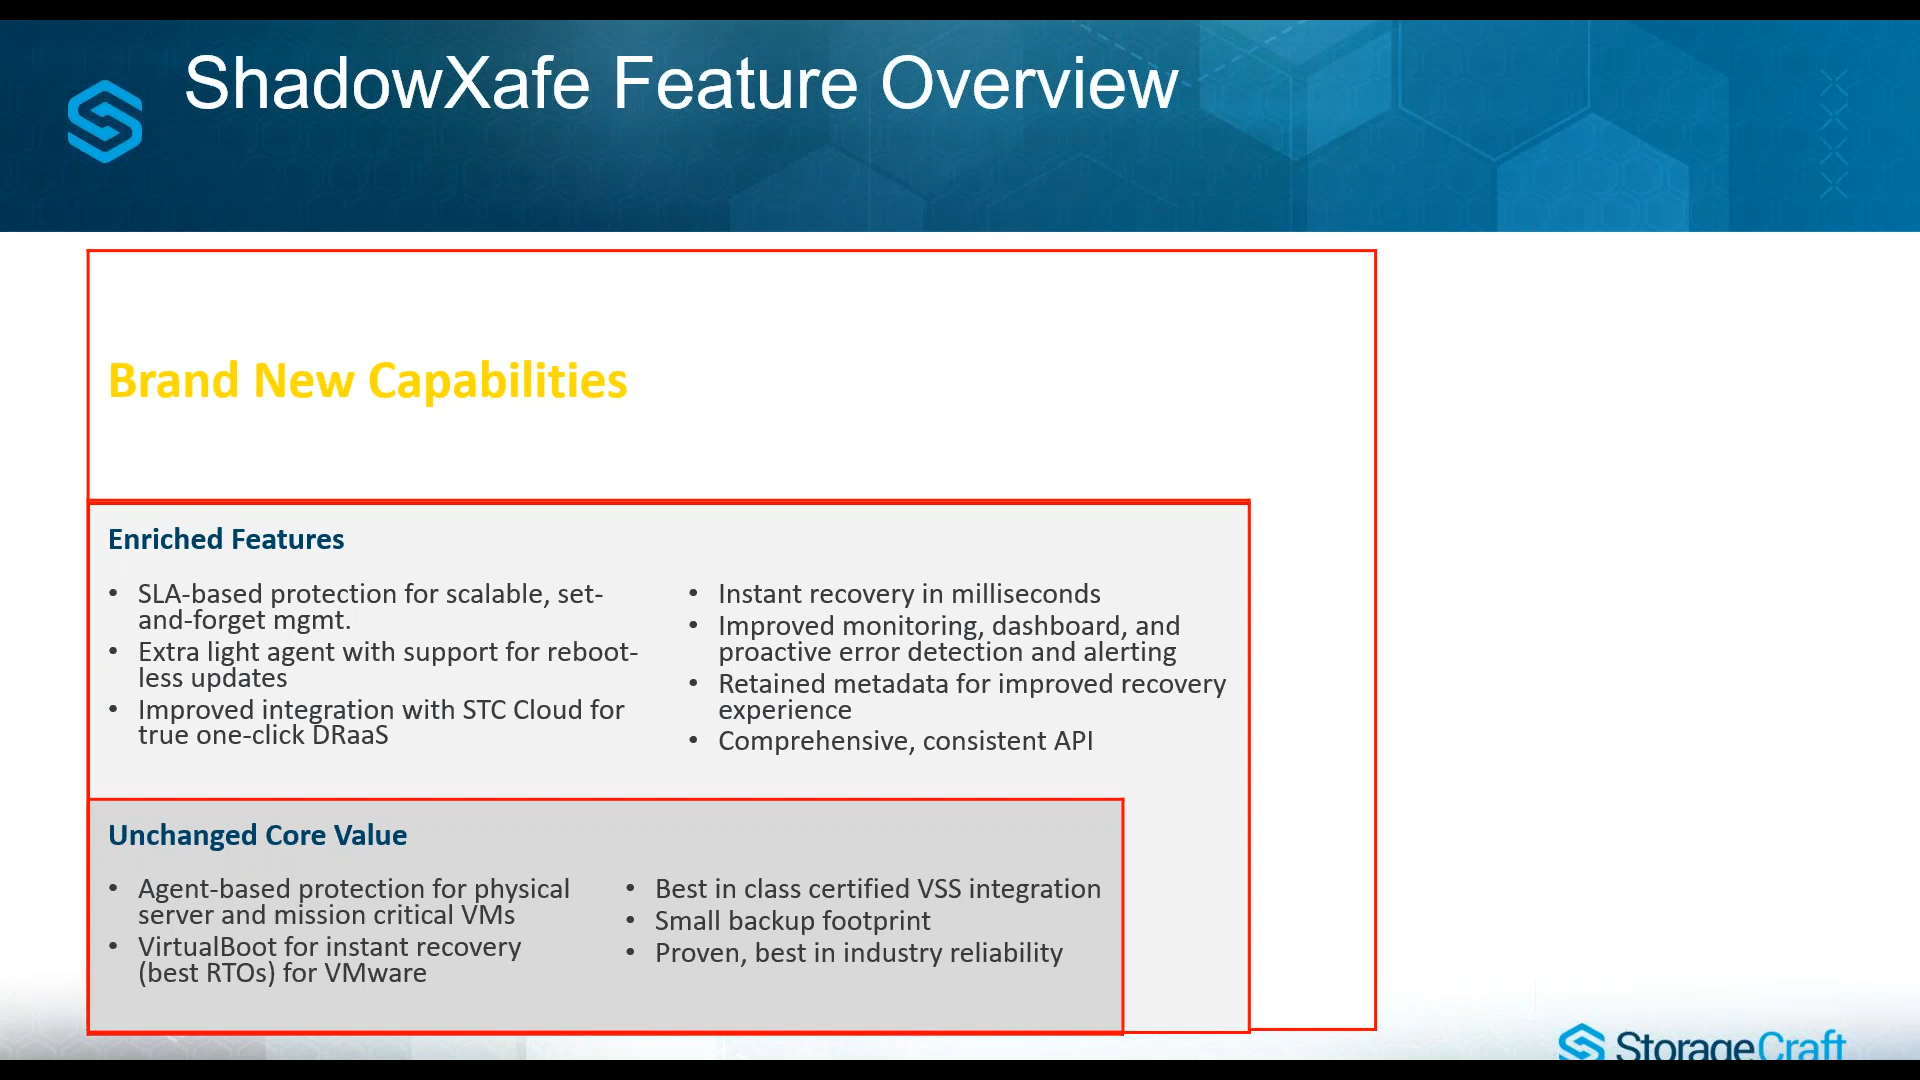 ShadowXafe Feature Overview
Brand New Capabilities
Enriched Features
• SLA-based protection for scalable, set-
and-forget mgmt.
• Extra light agent with support for reboot-
less updates
• Improved integration with STC Cloud for
true one-click DRaaS
• Instant recovery in milliseconds
• Improved monitoring, dashboard, and
proactive error detection and alerting
• Retained metadata for improved recovery
experience
• Comprehensive, consistent API
Unchanged Core Value
• Agent-based protection for physical
server and mission critical VMs
• VirtualBoot for instant recovery
(best RTOs) for VMware
• Best in class certified VSS integration
• Small backup footprint
• Proven, best in industry reliability
StorageCraft